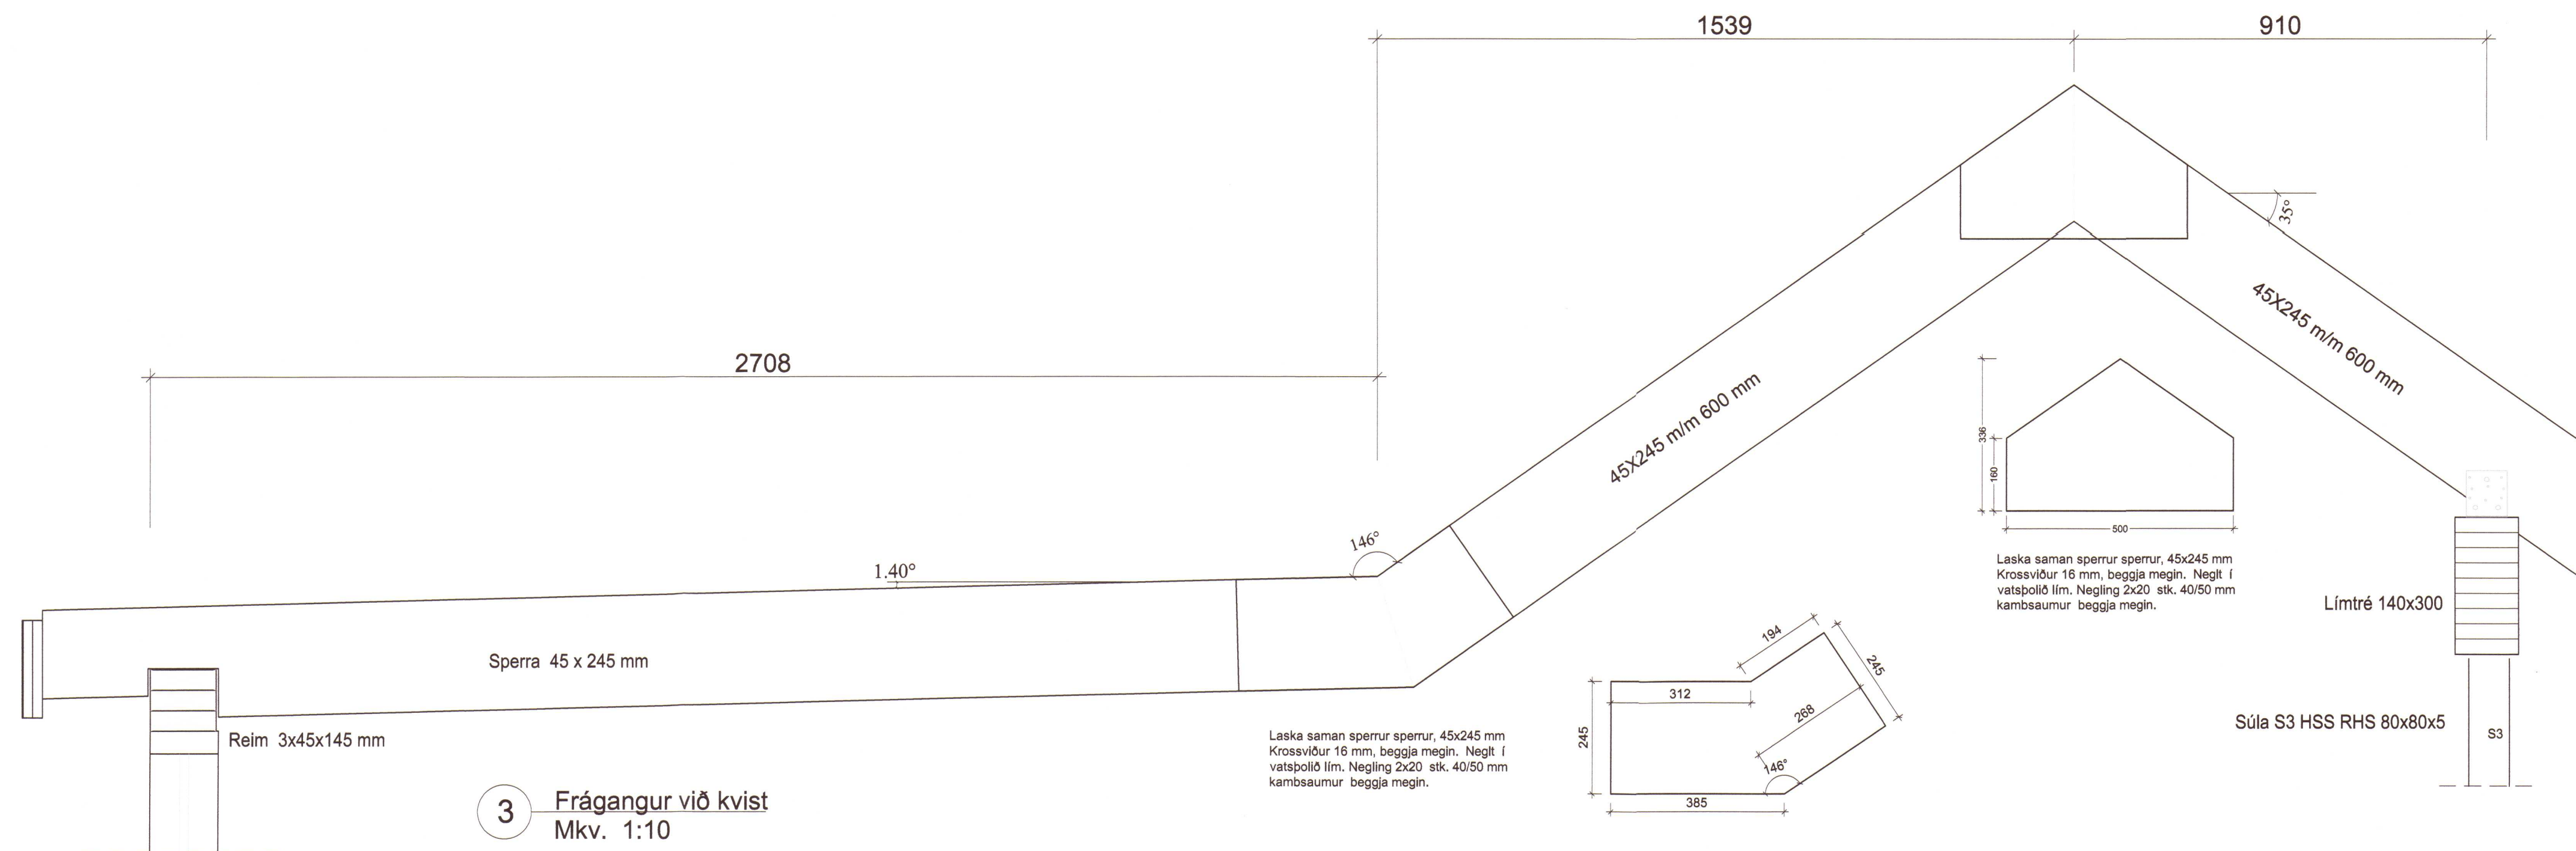 1539
910
2708
35°
45X245 m/m 600 mm
45X245 m/m 600 mm
336
160
500
Laska saman sperrur sperrur, 45x245 mm
Krossviður 16 mm, beggja megin. Neglt í
vatsþolið lím. Negling 2x20 stk. 40/50 mm
kambsaumur beggja megin.
146°
1.40°
Sperra 45 x 245 mm
Límtré 140x300
Reim 3x45x145 mm
Súla S3 HSS RHS 80x80x5
S3
Laska saman sperrur sperrur, 45x245 mm
Krossviður 16 mm, beggja megin. Neglt í
vatsþolið lím. Negling 2x20 stk. 40/50 mm
kambsaumur beggja megin.
194
245
312
268
245
146°
385
3
Frágangur við kvist
Mkv. 1:10